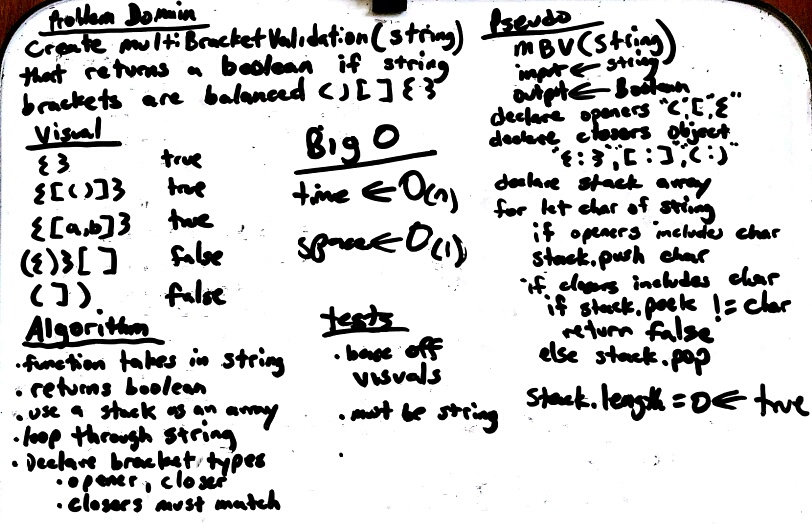 Problem Domain
Create multiBracketValidation(string)
that returns a boolean if string
brackets are balanced ( ) [ ] { }
Visual
{ } true
{[( )]} true
{[a,b]} true
({)}[ ] false
( ] ) false
Algorithm
· function takes in string
· returns boolean
· use a stack as an array
· loop through string
· Declare bracket types
· opener, closer
· closers must match
Big O
time ← O(n)
space ← O(1)
tests
· base off
visuals
· must be string
·
Pseudo
MBV(string)
input ← string
output ← Boolean
declare openers "(", "[", "{"
declare closers object
"{ : }", "[ : ]", "( : )"
declare stack array
for let char of string
if openers includes char
stack.push char
if closers includes char
if stack.peek != char
return false
else stack.pop
Stack.length = 0 ← true